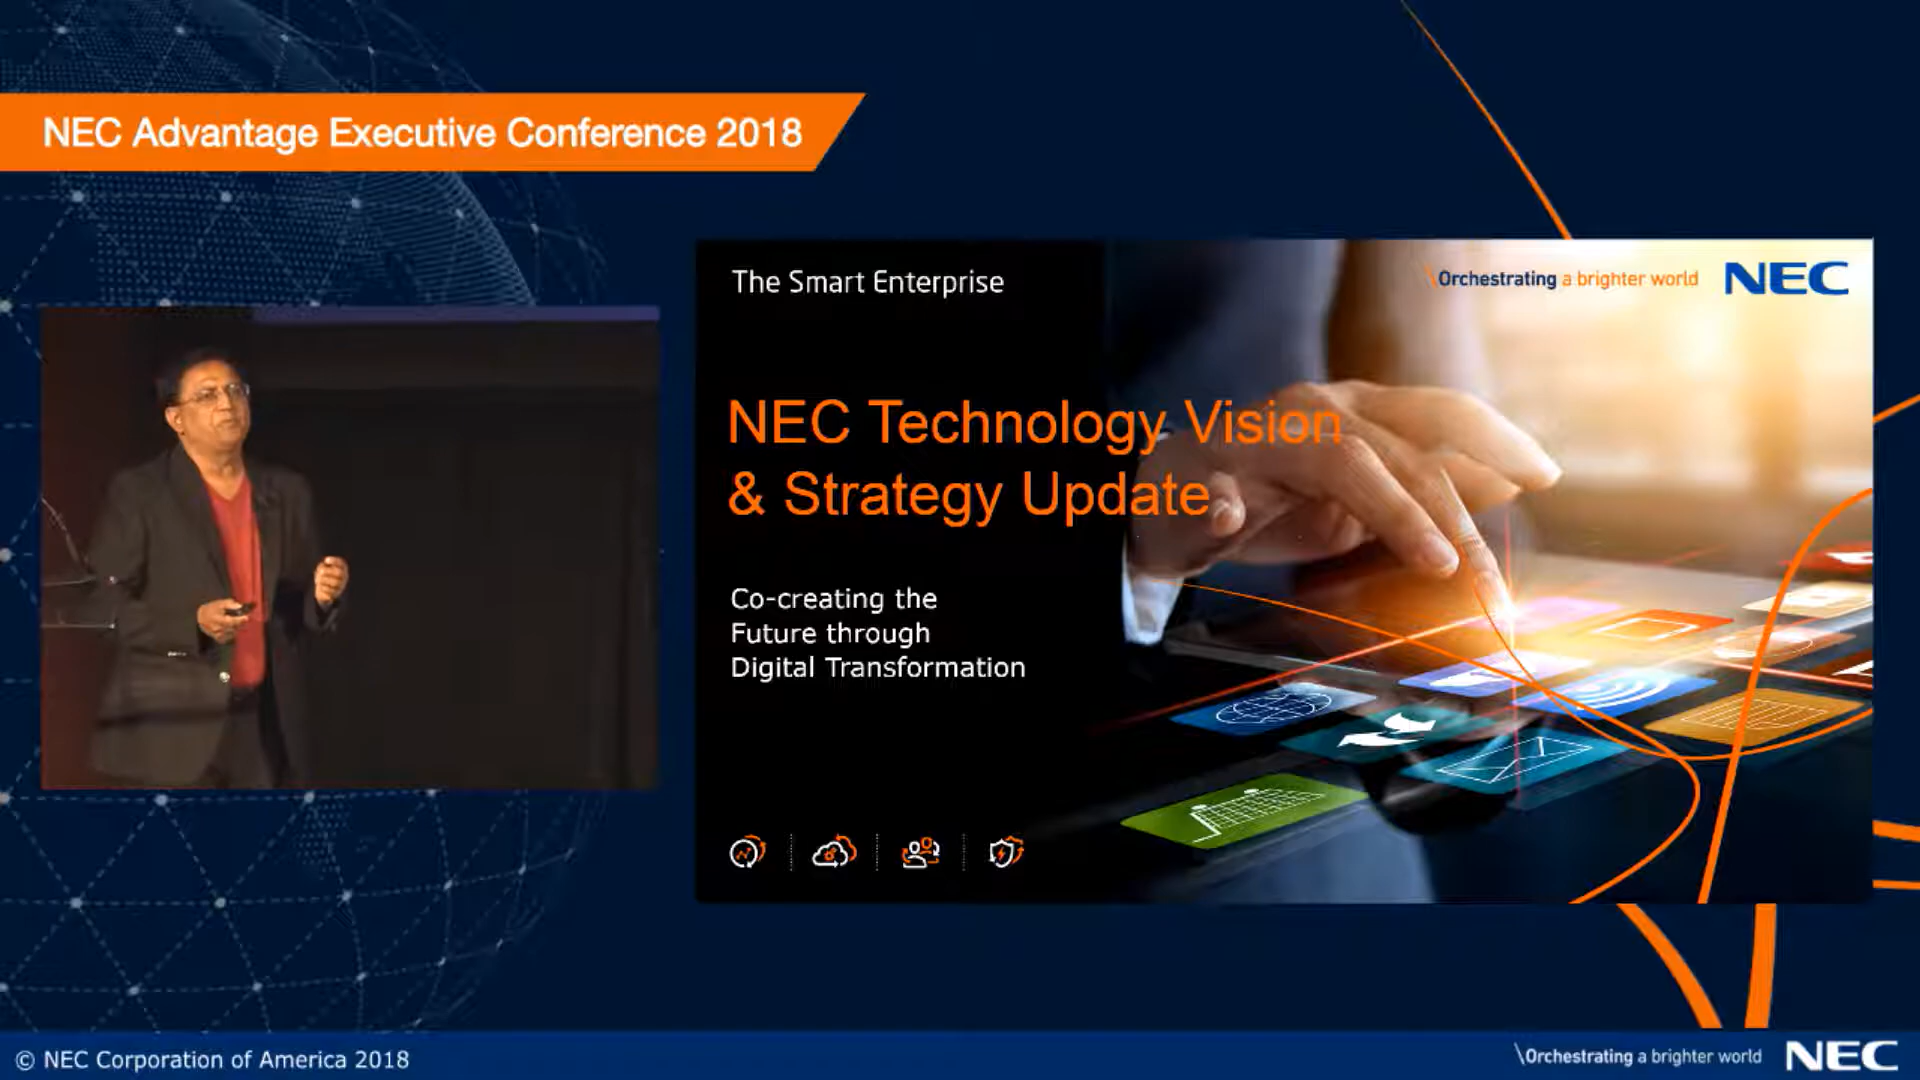 NEC Advantage Executive Conference 2018
The Smart Enterprise
\Orchestrating a brighter world NEC
NEC Technology Vision
& Strategy Update
Co-creating the
Future through
Digital Transformation
© NEC Corporation of America 2018
\Orchestrating a brighter world NEC